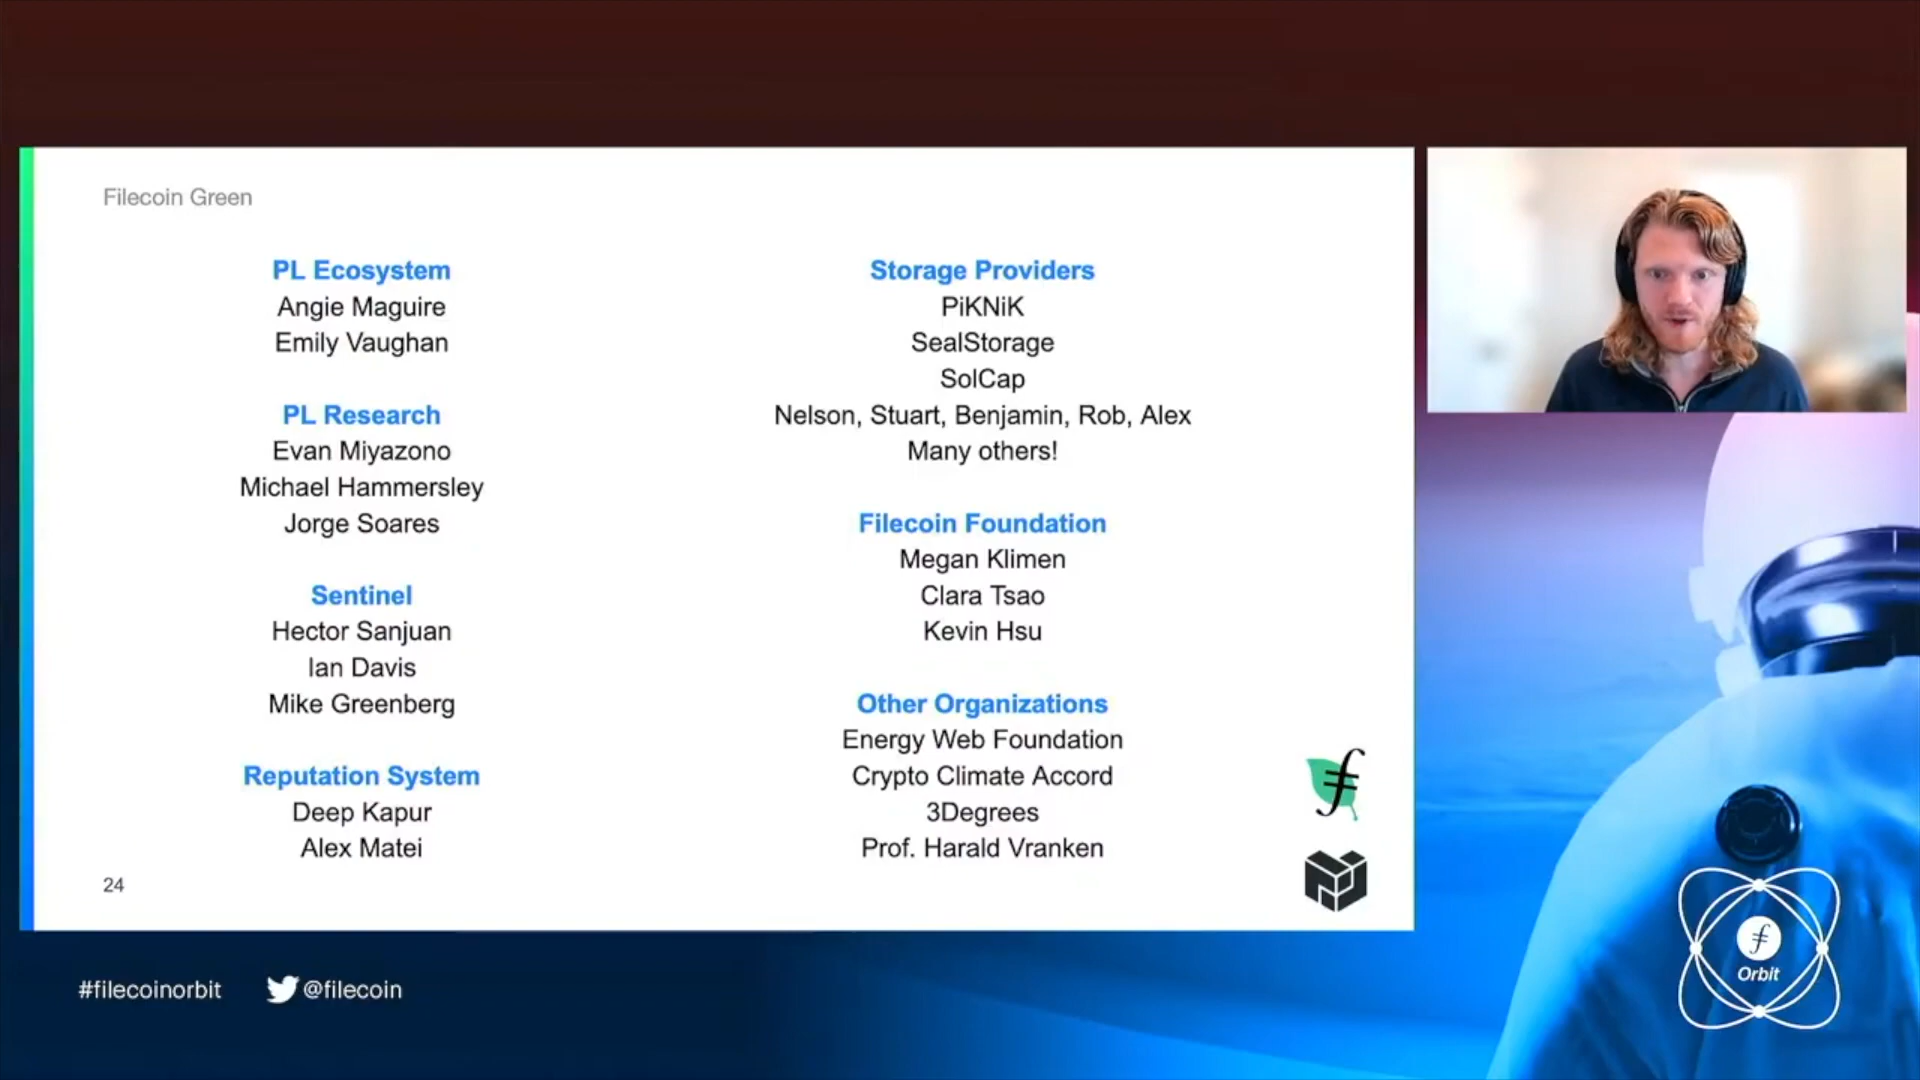 Filecoin Green
PL Ecosystem
Angie Maguire
Emily Vaughan
PL Research
Evan Miyazono
Michael Hammersley
Jorge Soares
Sentinel
Hector Sanjuan
Ian Davis
Mike Greenberg
Reputation System
Deep Kapur
Alex Matei
Storage Providers
PiKNiK
SealStorage
SolCap
Nelson, Stuart, Benjamin, Rob, Alex
Many others!
Filecoin Foundation
Megan Klimen
Clara Tsao
Kevin Hsu
Other Organizations
Energy Web Foundation
Crypto Climate Accord
3Degrees
Prof. Harald Vranken
24
#filecoinorbit
@filecoin
Orbit